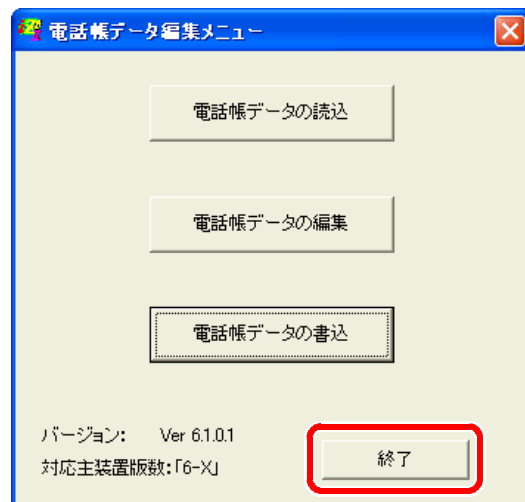 電話帳データ編集メニュー
電話帳データの読込
電話帳データの編集
電話帳データの書込
バージョン: Ver 6.1.0.1
対応主装置版数:「6-X」
終了